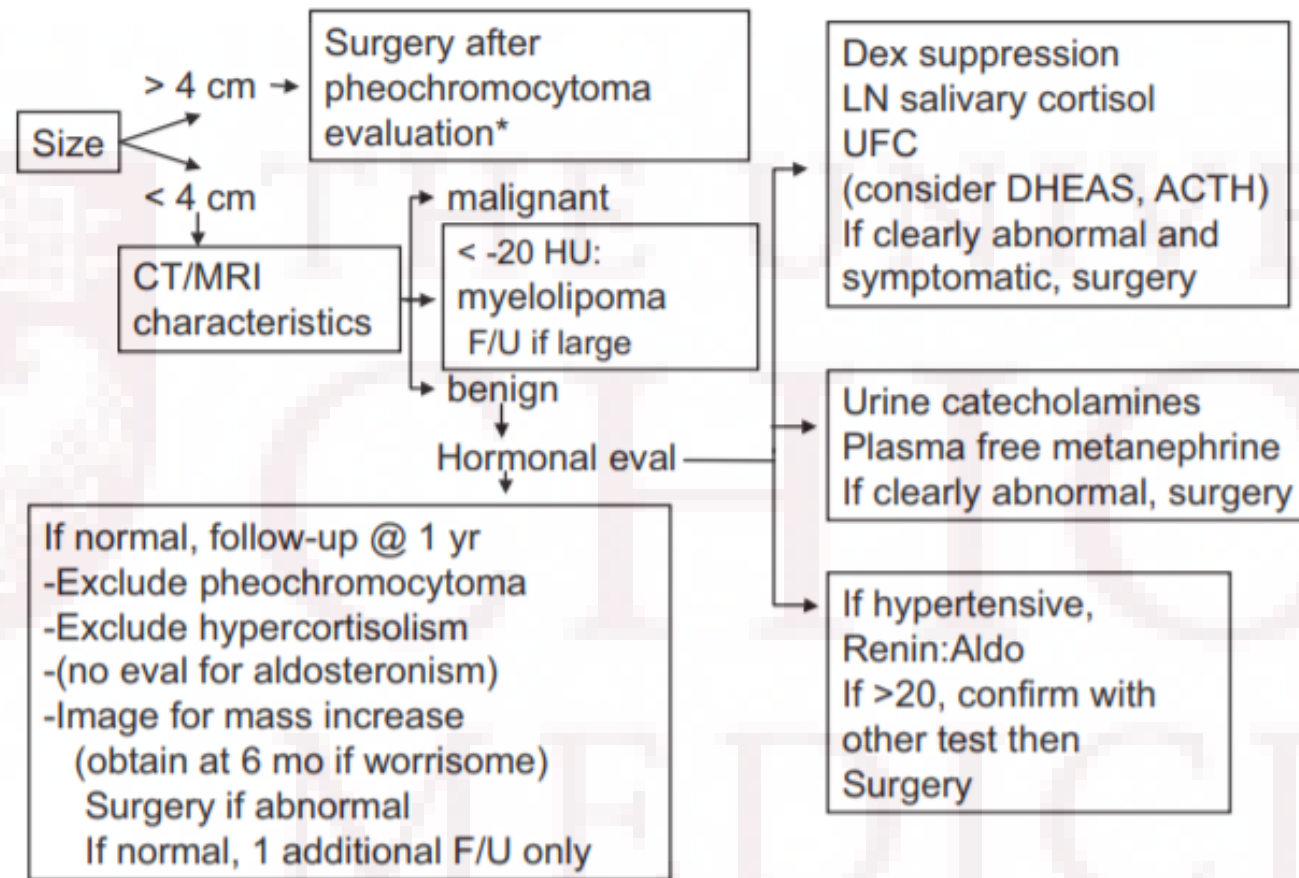 Size
> 4 cm
< 4 cm
Surgery after
pheochromocytoma
evaluation*
CT/MRI
characteristics
malignant
< -20 HU:
myelolipoma
F/U if large
benign
Hormonal eval
If normal, follow-up @ 1 yr
-Exclude pheochromocytoma
-Exclude hypercortisolism
-(no eval for aldosteronism)
-Image for mass increase
(obtain at 6 mo if worrisome)
Surgery if abnormal
If normal, 1 additional F/U only
Dex suppression
LN salivary cortisol
UFC
(consider DHEAS, ACTH)
If clearly abnormal and
symptomatic, surgery
Urine catecholamines
Plasma free metanephrine
If clearly abnormal, surgery
If hypertensive,
Renin:Aldo
If >20, confirm with
other test then
Surgery